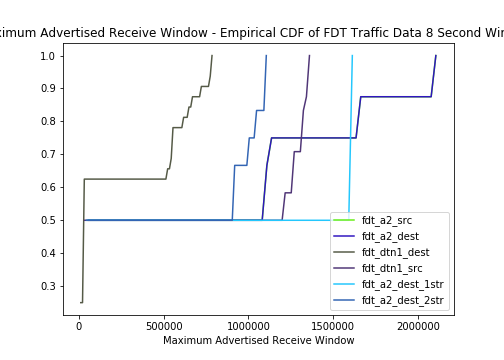 ximum Advertised Receive Window - Empirical CDF of FDT Traffic Data 8 Second Win
1.0
0.9
0.8
0.7
0.6
0.5
0.4
0.3
fdt_a2_src
fdt_a2_dest
fdt_dtn1_dest
fdt_dtn1_src
fdt_a2_dest_1str
fdt_a2_dest_2str
0 500000 1000000 1500000 2000000
Maximum Advertised Receive Window